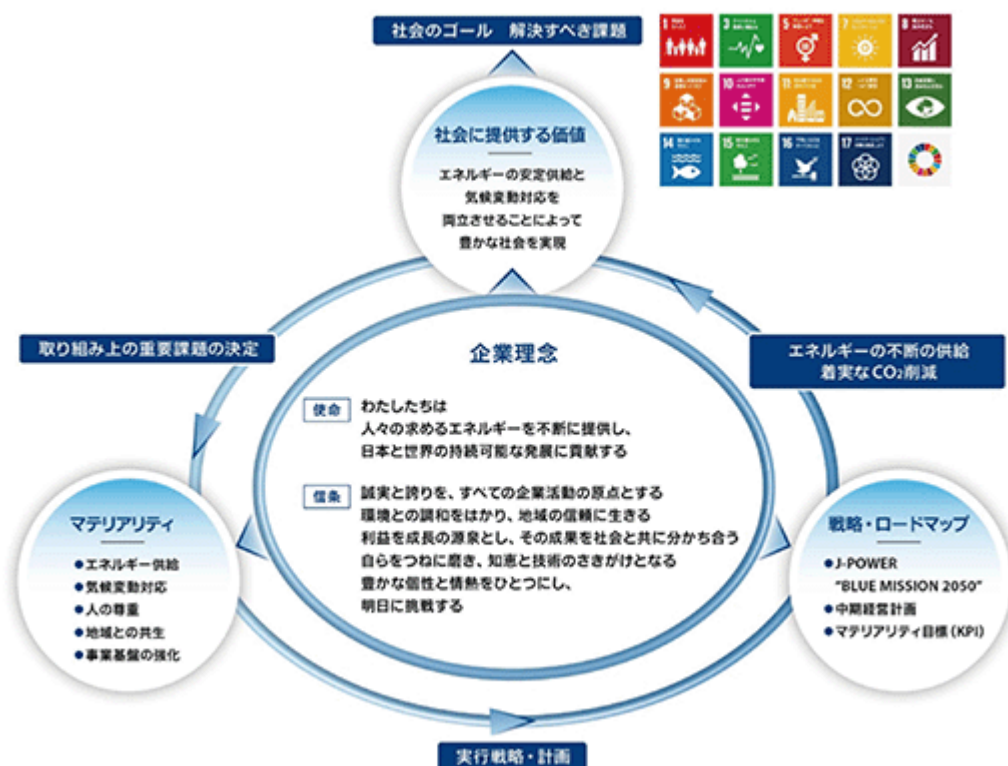 社会のゴール 解決すべき課題
1
3
5
7
8
9
10
11
12
13
14
15
16
17
社会に提供する価値
エネルギーの安定供給と
気候変動対応を
両立させることによって
豊かな社会を実現
取り組み上の重要課題の決定
エネルギーの不断の供給
着実なCO₂削減
企業理念
使命
わたしたちは
人々の求めるエネルギーを不断に提供し、
日本と世界の持続可能な発展に貢献する
信条
誠実と誇りを、すべての企業活動の原点とする
環境との調和をはかり、地域の信頼に生きる
利益を成長の源泉とし、その成果を社会と共に分かち合う
自らをつねに磨き、知恵と技術のさきがけとなる
豊かな個性と情熱をひとつにし、
明日に挑戦する
マテリアリティ
●エネルギー供給
●気候変動対応
●人の尊重
●地域との共生
●事業基盤の強化
戦略・ロードマップ
●J-POWER
"BLUE MISSION 2050"
●中期経営計画
●マテリアリティ目標(KPI)
実行戦略・計画